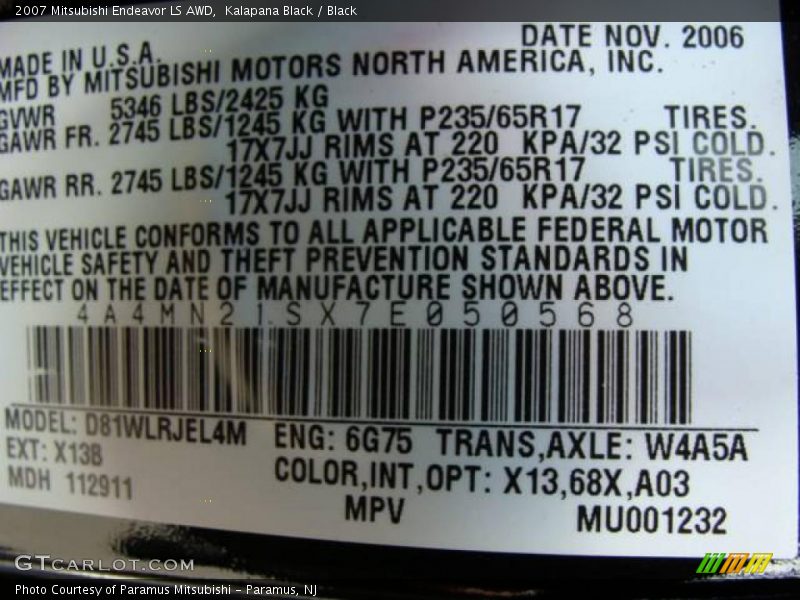 2007 Mitsubishi Endeavor LS AWD,  Kalapana Black / Black
DATE NOV. 2006
MADE IN U.S.A.
MFD BY MITSUBISHI MOTORS NORTH AMERICA, INC.
GVWR 5346 LBS/2425 KG
GAWR FR. 2745 LBS/1245 KG WITH P235/65R17 TIRES.
17X7JJ RIMS AT 220 KPA/32 PSI COLD.
GAWR RR. 2745 LBS/1245 KG WITH P235/65R17 TIRES.
17X7JJ RIMS AT 220 KPA/32 PSI COLD.
THIS VEHICLE CONFORMS TO ALL APPLICABLE FEDERAL MOTOR
VEHICLE SAFETY AND THEFT PREVENTION STANDARDS IN
EFFECT ON THE DATE OF MANUFACTURE SHOWN ABOVE.
4A4MN21SX7E050568
MODEL: D81WLRJEL4M ENG: 6G75 TRANS,AXLE: W4A5A
EXT: X13B COLOR,INT,OPT: X13,68X,A03
MDH 112911 MPV MU001232
GTCARLOT.COM
Photo Courtesy of Paramus Mitsubishi - Paramus, NJ